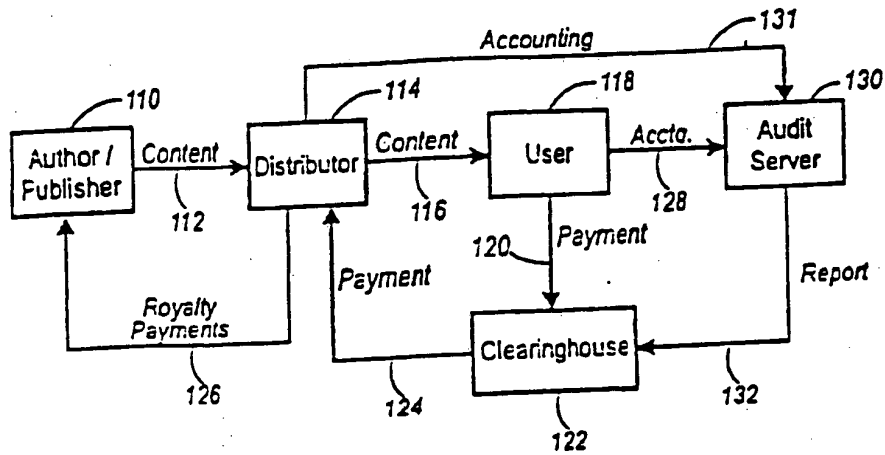 Accounting
131
110
114
118
130
Author /
Publisher
Content
112
Distributor
Content
116
User
Acctg.
128
Audit
Server
120
Payment
Payment
Report
Royalty
Payments
126
Clearinghouse
124
122
132